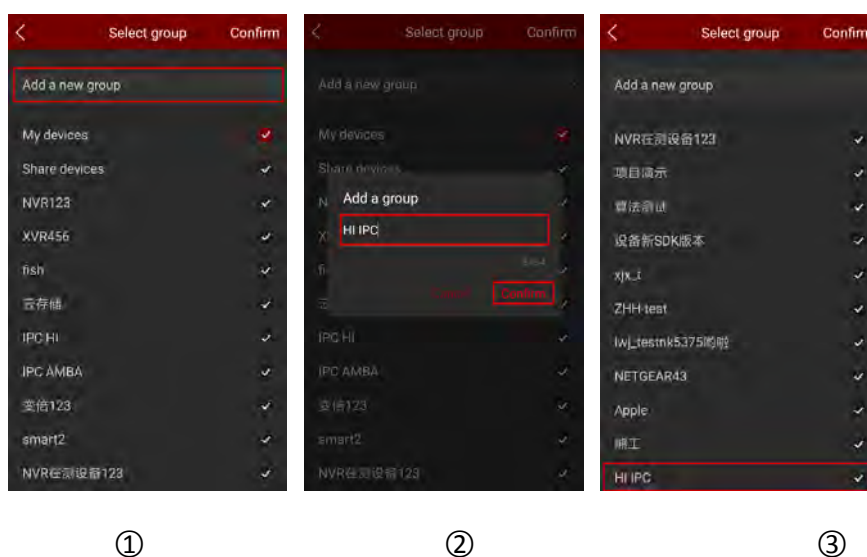 Select group Confirm
Add a new group
My devices
Share devices
NVR123
XVR456
fish
云存储
IPC HI
IPC AMBA
变倍123
smart2
NVR在测设备123
①
Select group Confirm
Add a new group
My devices
Share devices
Add a group
HI IPC
Cancel Confirm
IPC HI
IPC AMBA
变倍123
smart2
NVR在测设备123
②
Select group Confirm
Add a new group
NVR在测设备123
项目演示
算法测试
设备新SDK版本
ZHH-test
NETGEAR43
Apple
HI IPC
③